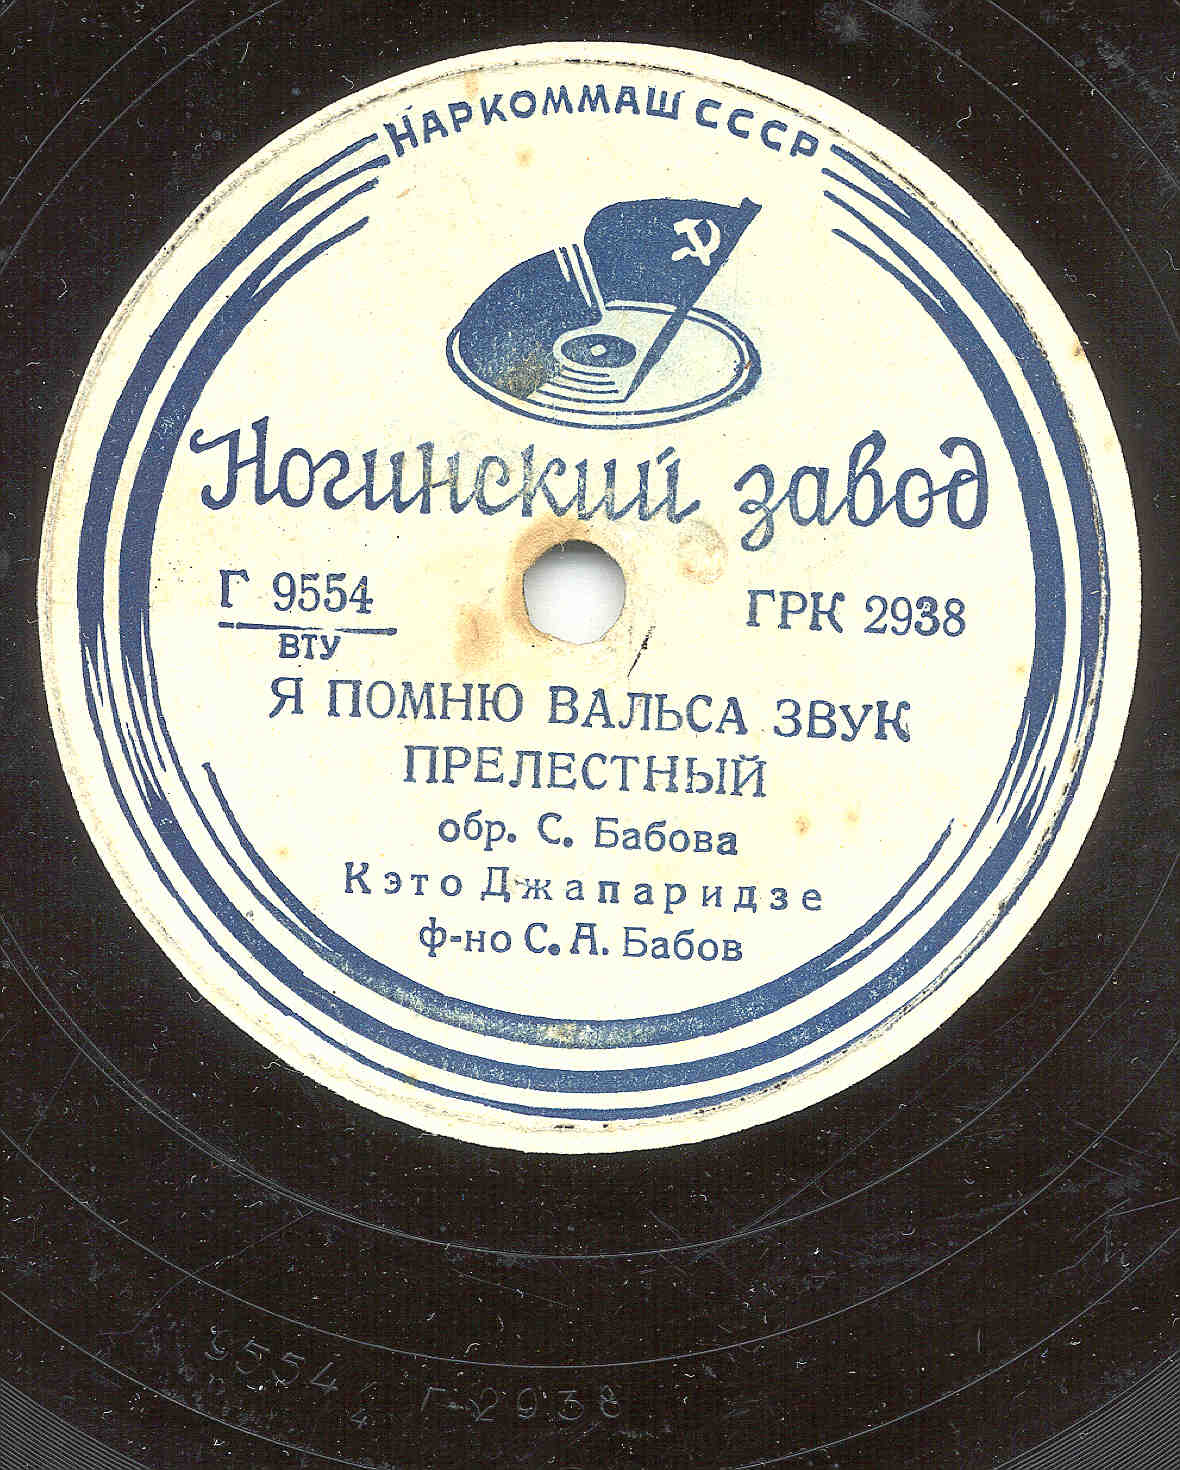 НАРКОММАШ СССР
Ногинский завод
Г 9554
ВТУ
ГРК 2938
Я ПОМНЮ ВАЛЬСА ЗВУК
ПРЕЛЕСТНЫЙ
обр. С. Бабова
Кэто Джапаридзе
ф-но С. А. Бабов
9554 Г-2938